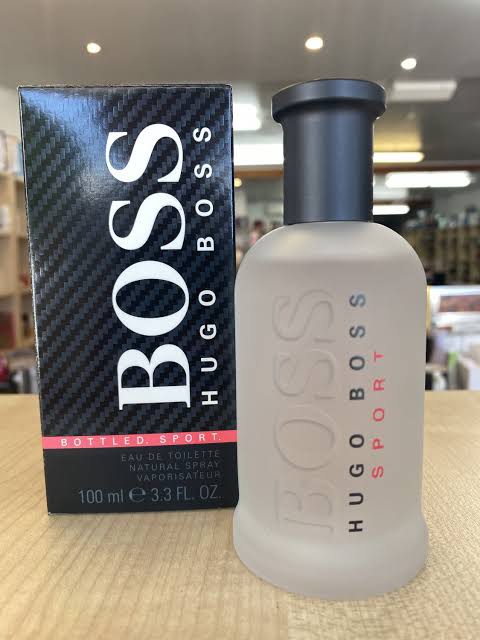 BOSS
HUGO BOSS
BOTTLED. SPORT.
EAU DE TOILETTE
NATURAL SPRAY
VAPORISATEUR
100 ml ℮ 3.3 FL. OZ.
BOSS
HUGO BOSS
SPORT